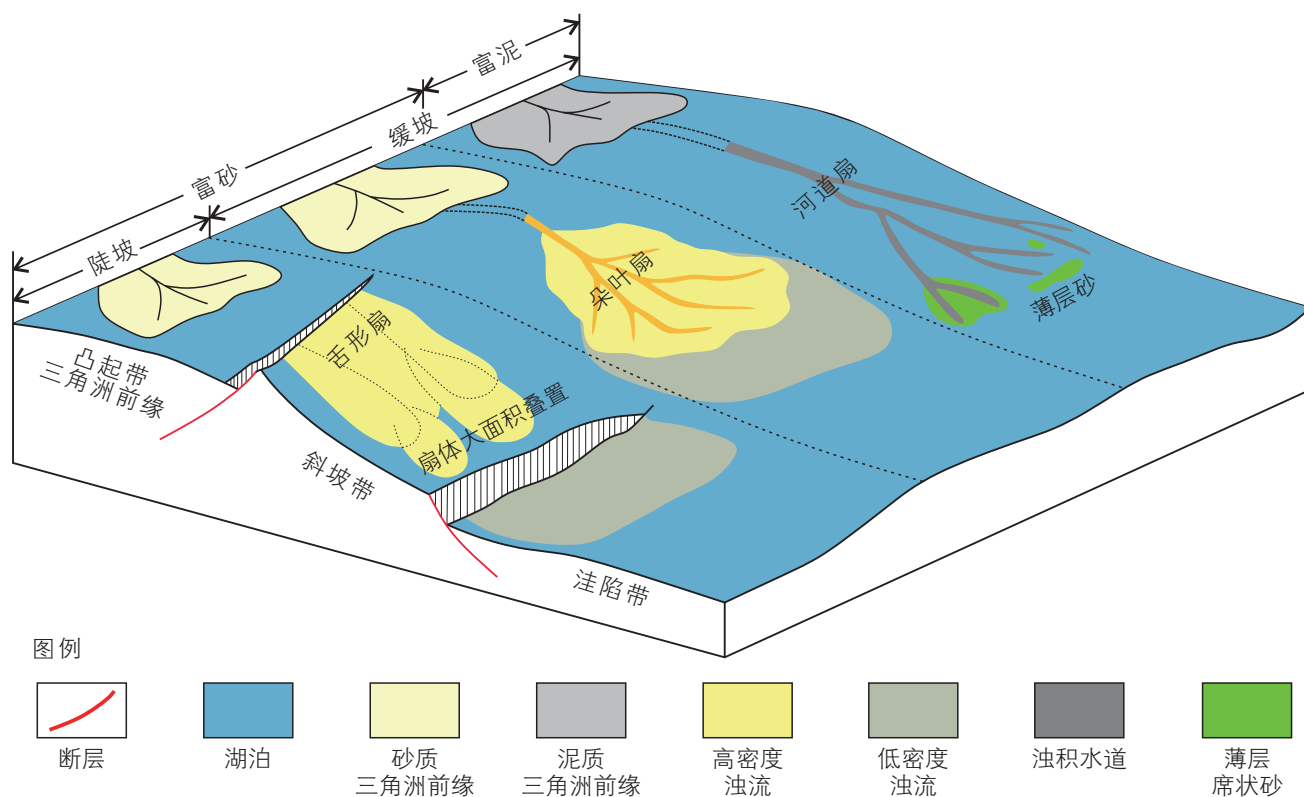 富泥
缓坡
富砂
陡坡
河道扇
朵叶扇
薄层砂
舌形扇
凸起带
三角洲前缘
扇体大面积叠置
斜坡带
洼陷带
图例
断层
湖泊
砂质
三角洲前缘
泥质
三角洲前缘
高密度
浊流
低密度
浊流
浊积水道
薄层
席状砂